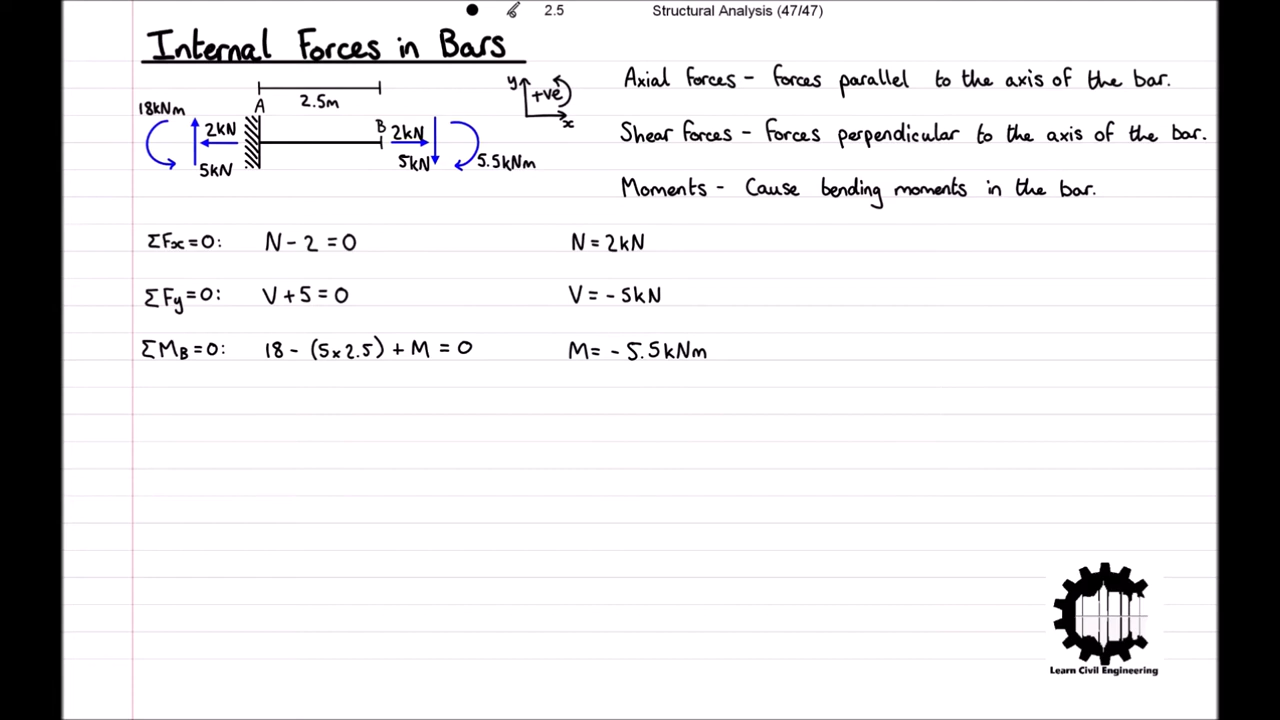 2.5 Structural Analysis (47/47)
Internal Forces in Bars
Axial forces - forces parallel to the axis of the bar.
Shear forces - forces perpendicular to the axis of the bar.
Moments - Cause bending moments in the bar.
2.5m
y
+ve
x
18kNm
A
2kN
5kN
B
2kN
5kN
5.5kNm
ΣFx=0: N - 2 = 0 N = 2kN
ΣFy=0: V + 5 = 0 V = - 5kN
ΣMB=0: 18 - (5x2.5) + M = 0 M = - 5.5kNm
Learn Civil Engineering